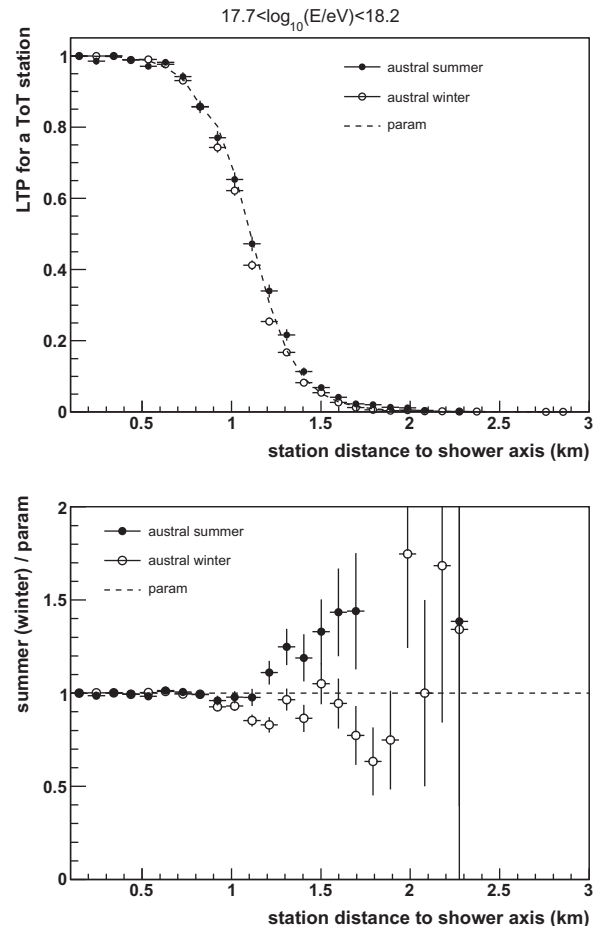 17.7<log10(E/eV)<18.2
LTP for a ToT station
1
0.8
0.6
0.4
0.2
0
austral summer
austral winter
param
0.5 1 1.5 2 2.5 3
station distance to shower axis (km)
summer (winter) / param
2
1.5
1
0.5
0
austral summer
austral winter
param
0.5 1 1.5 2 2.5 3
station distance to shower axis (km)